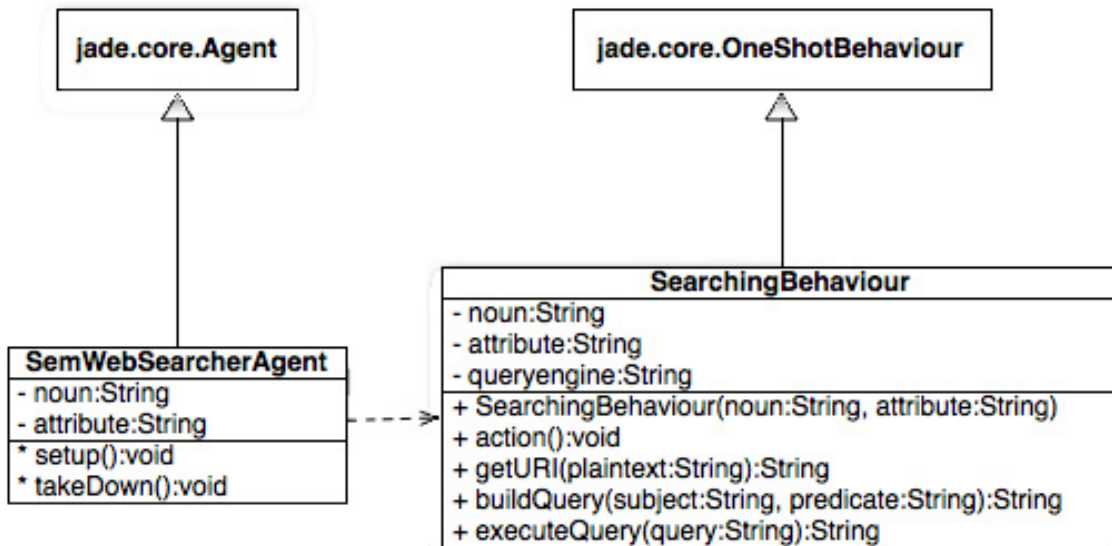 jade.core.Agent
jade.core.OneShotBehaviour
SemWebSearcherAgent
- noun:String
- attribute:String
* setup():void
* takeDown():void
SearchingBehaviour
- noun:String
- attribute:String
- queryengine:String
+ SearchingBehaviour(noun:String, attribute:String)
+ action():void
+ getURI(plaintext:String):String
+ buildQuery(subject:String, predicate:String):String
+ executeQuery(query:String):String